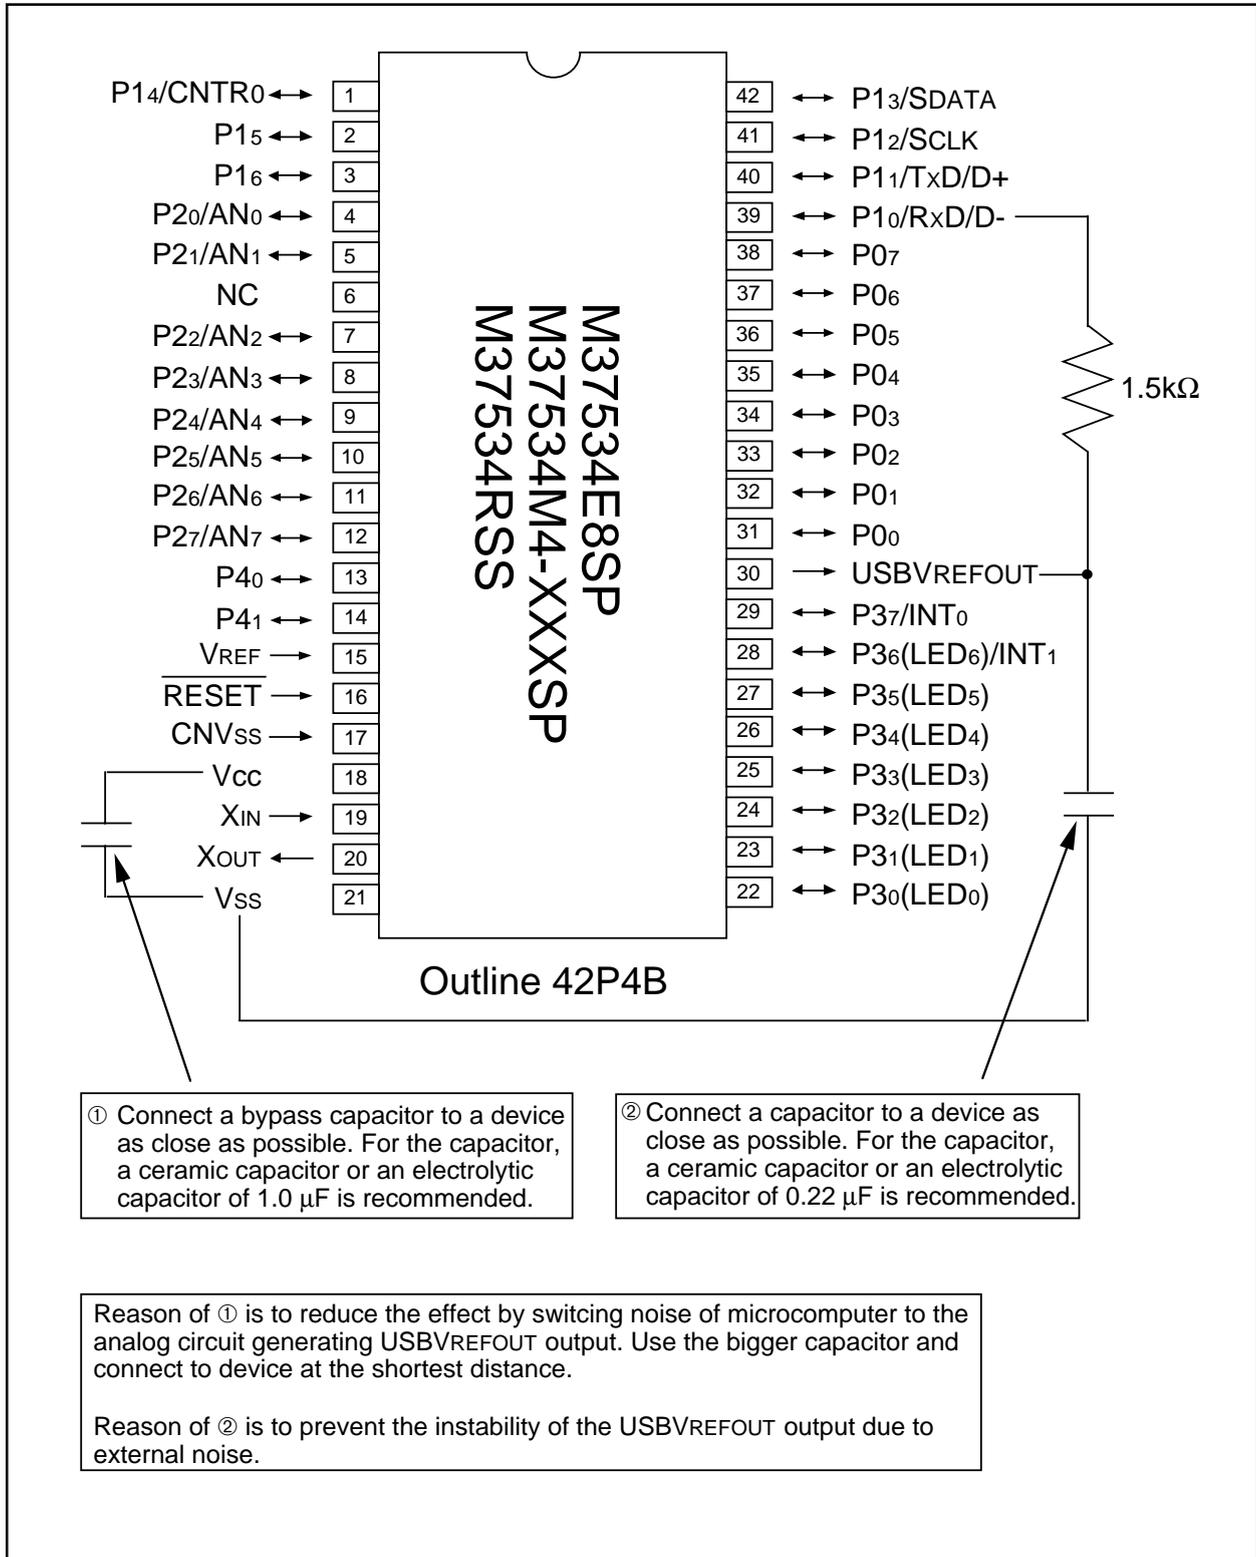 P14/CNTR0 1
P15 2
P16 3
P20/AN0 4
P21/AN1 5
NC 6
P22/AN2 7
P23/AN3 8
P24/AN4 9
P25/AN5 10
P26/AN6 11
P27/AN7 12
P40 13
P41 14
VREF 15
RESET 16
CNVSS 17
Vcc 18
XIN 19
XOUT 20
VSS 21
M37534E8SP
M37534M4-XXXSP
M37534RSS
42 P13/SDATA
41 P12/SCLK
40 P11/TxD/D+
39 P10/RxD/D-
38 P07
37 P06
36 P05
35 P04
34 P03
33 P02
32 P01
31 P00
30 USBVREFOUT
29 P37/INT0
28 P36(LED6)/INT1
27 P35(LED5)
26 P34(LED4)
25 P33(LED3)
24 P32(LED2)
23 P31(LED1)
22 P30(LED0)
1.5kΩ
Outline 42P4B
① Connect a bypass capacitor to a device
as close as possible. For the capacitor,
a ceramic capacitor or an electrolytic
capacitor of 1.0 μF is recommended.
② Connect a capacitor to a device as
close as possible. For the capacitor,
a ceramic capacitor or an electrolytic
capacitor of 0.22 μF is recommended.
Reason of ① is to reduce the effect by switcing noise of microcomputer to the
analog circuit generating USBVREFOUT output. Use the bigger capacitor and
connect to device at the shortest distance.
Reason of ② is to prevent the instability of the USBVREFOUT output due to
external noise.